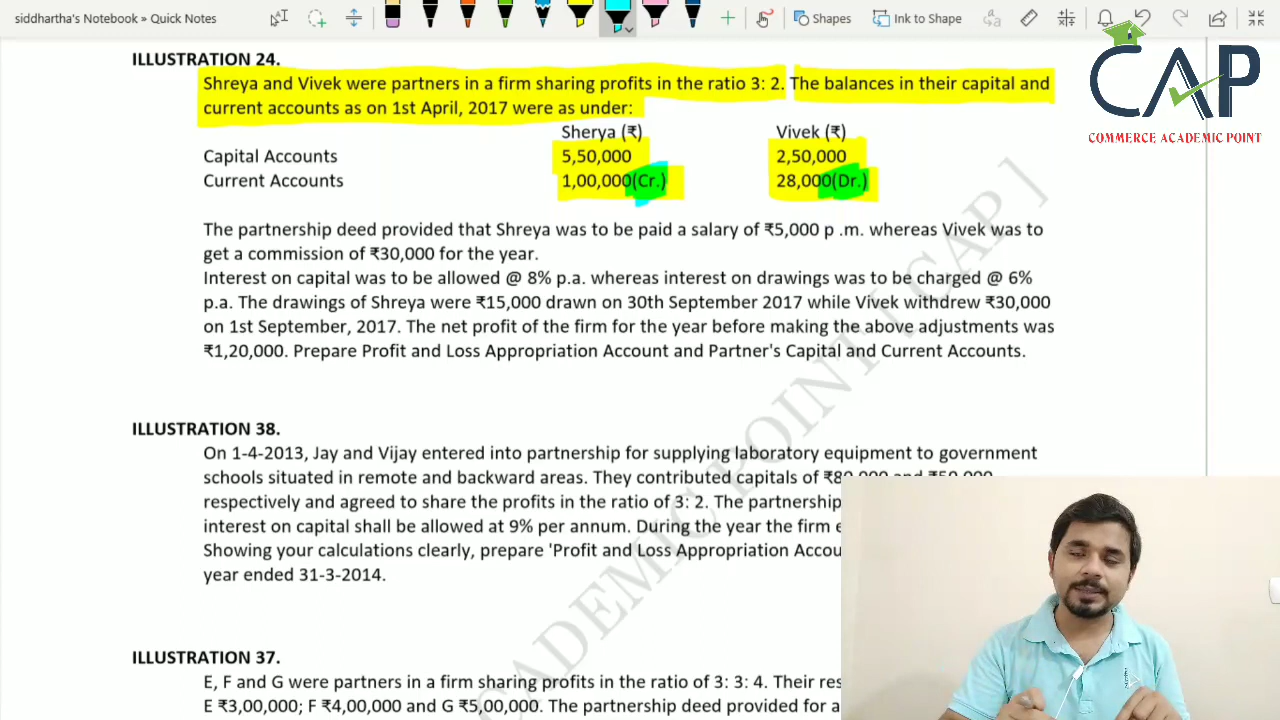 siddhartha's Notebook » Quick Notes
Shapes
Ink to Shape
CAP
COMMERCE ACADEMIC POINT
ILLUSTRATION 24.
Shreya and Vivek were partners in a firm sharing profits in the ratio 3: 2. The balances in their capital and
current accounts as on 1st April, 2017 were as under:
Sherya (₹) Vivek (₹)
Capital Accounts 5,50,000 2,50,000
Current Accounts 1,00,000(Cr.) 28,000(Dr.)
The partnership deed provided that Shreya was to be paid a salary of ₹5,000 p .m. whereas Vivek was to
get a commission of ₹30,000 for the year.
Interest on capital was to be allowed @ 8% p.a. whereas interest on drawings was to be charged @ 6%
p.a. The drawings of Shreya were ₹15,000 drawn on 30th September 2017 while Vivek withdrew ₹30,000
on 1st September, 2017. The net profit of the firm for the year before making the above adjustments was
₹1,20,000. Prepare Profit and Loss Appropriation Account and Partner's Capital and Current Accounts.
ILLUSTRATION 38.
On 1-4-2013, Jay and Vijay entered into partnership for supplying laboratory equipment to government
schools situated in remote and backward areas. They contributed capitals of ₹80,000 and ₹50,000
respectively and agreed to share the profits in the ratio of 3: 2. The partnership
interest on capital shall be allowed at 9% per annum. During the year the firm
Showing your calculations clearly, prepare 'Profit and Loss Appropriation
year ended 31-3-2014.
ILLUSTRATION 37.
E, F and G were partners in a firm sharing profits in the ratio of 3: 3: 4. Their
E ₹3,00,000; F ₹4,00,000 and G ₹5,00,000. The partnership deed provided for
ACADEMIC POINT [ CAP ]